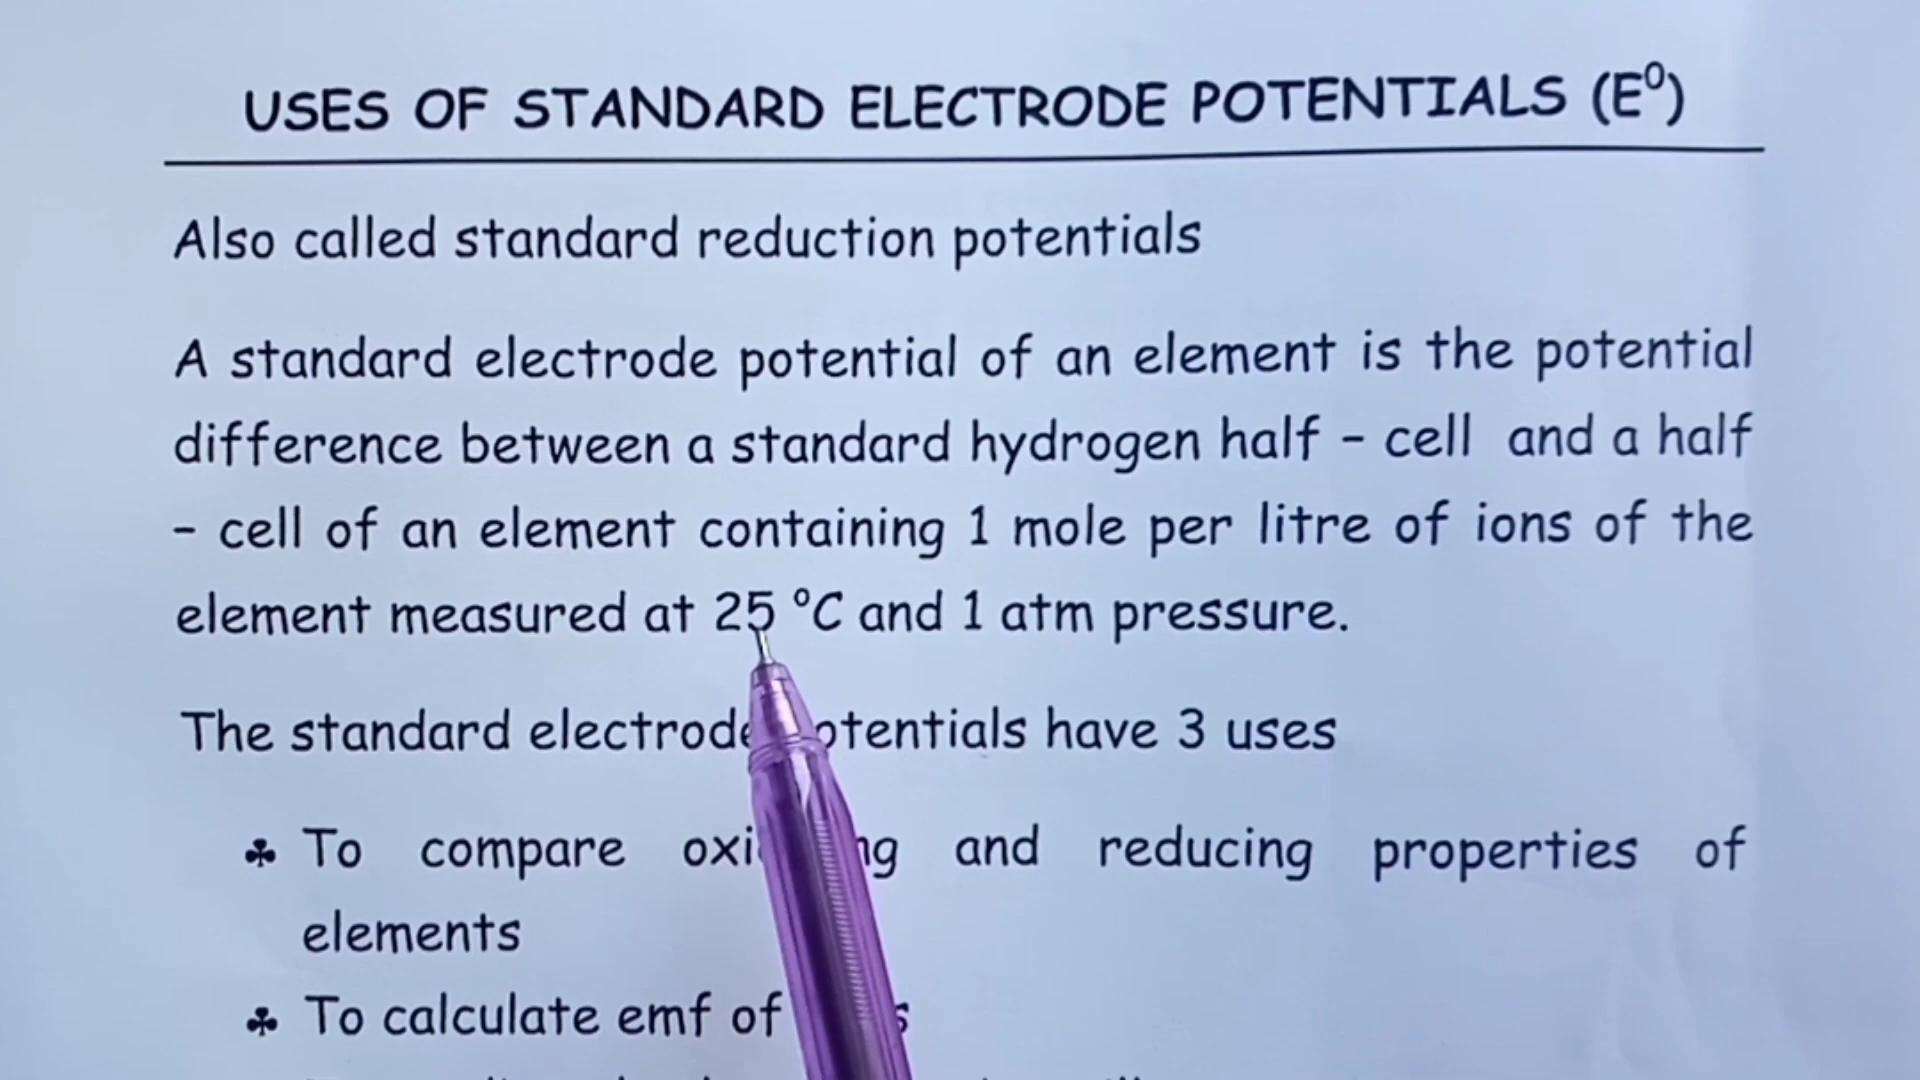 USES OF STANDARD ELECTRODE POTENTIALS (E⁰)
Also called standard reduction potentials
A standard electrode potential of an element is the potential
difference between a standard hydrogen half – cell and a half
– cell of an element containing 1 mole per litre of ions of the
element measured at 25 °C and 1 atm pressure.
The standard electrode potentials have 3 uses
♣ To compare and reducing properties of
elements
♣ To calculate emf of